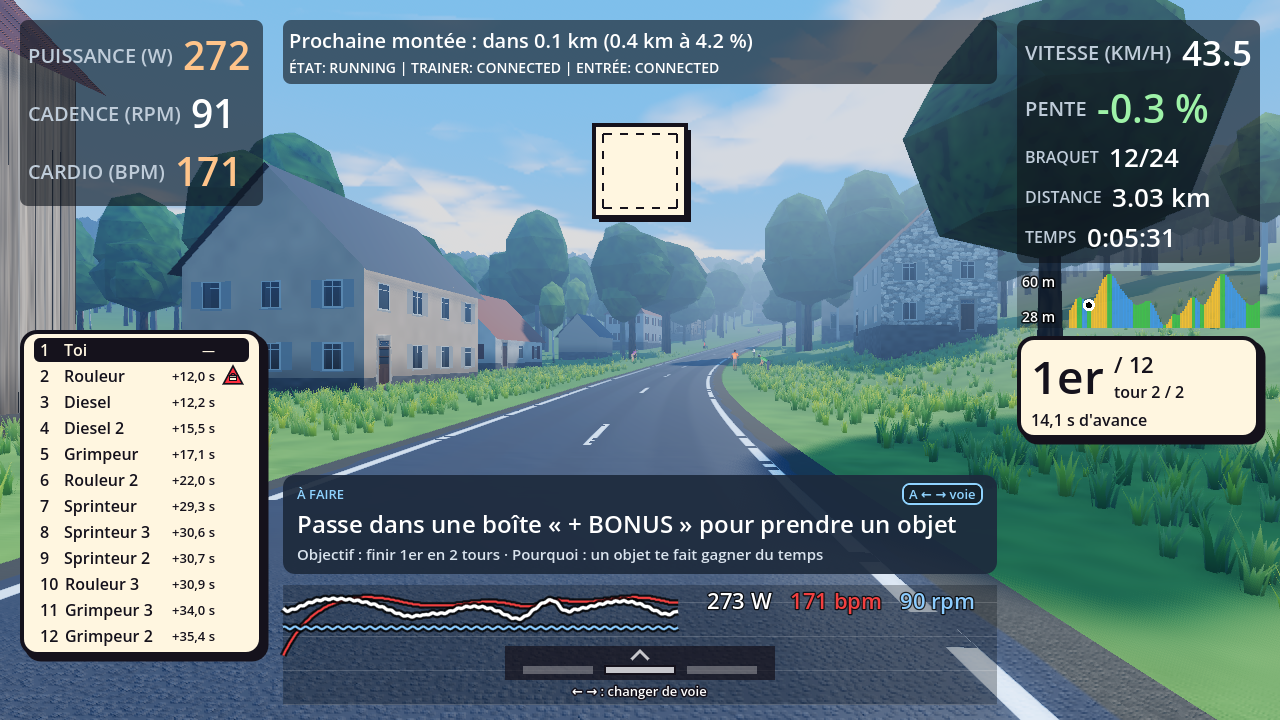 PUISSANCE (W) 272
CADENCE (RPM) 91
CARDIO (BPM) 171
Prochaine montée : dans 0.1 km (0.4 km à 4.2 %)
ÉTAT: RUNNING | TRAINER: CONNECTED | ENTRÉE: CONNECTED
VITESSE (KM/H) 43.5
PENTE -0.3 %
BRAQUET 12/24
DISTANCE 3.03 km
TEMPS 0:05:31
60 m
28 m
1er / 12
tour 2 / 2
14,1 s d'avance
1 Toi —
2 Rouleur +12,0 s
3 Diesel +12,2 s
4 Diesel 2 +15,5 s
5 Grimpeur +17,1 s
6 Rouleur 2 +22,0 s
7 Sprinteur +29,3 s
8 Sprinteur 3 +30,6 s
9 Sprinteur 2 +30,7 s
10 Rouleur 3 +30,9 s
11 Grimpeur 3 +34,0 s
12 Grimpeur 2 +35,4 s
À FAIRE
A ← → voie
Passe dans une boîte « + BONUS » pour prendre un objet
Objectif : finir 1er en 2 tours · Pourquoi : un objet te fait gagner du temps
273 W 171 bpm 90 rpm
← → : changer de voie